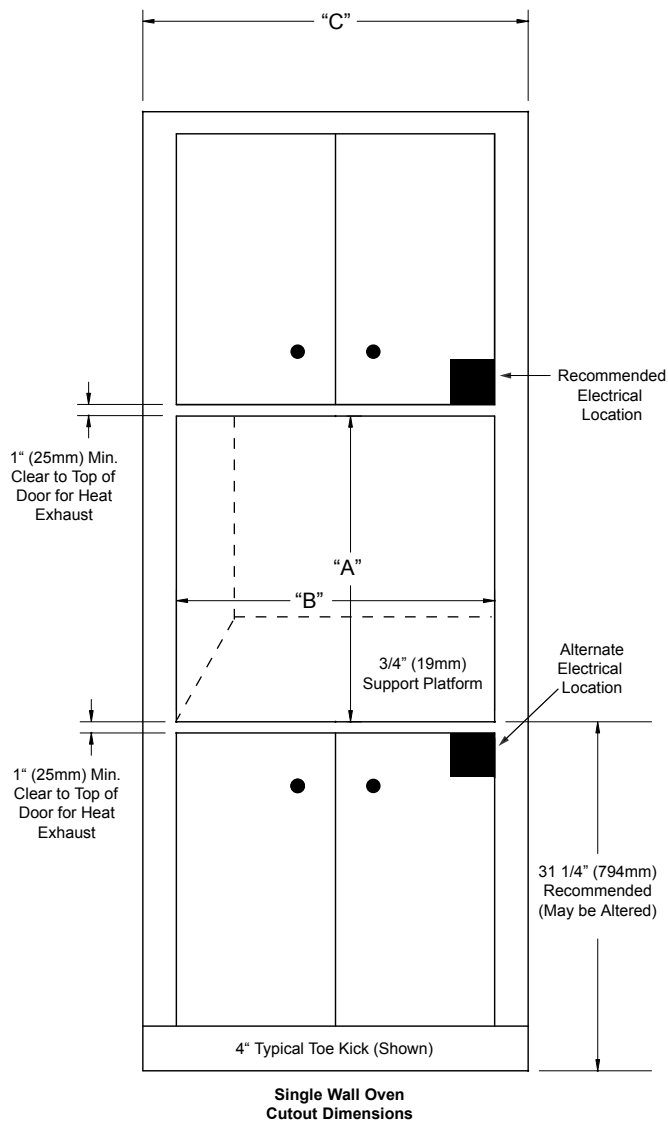 “C”
Recommended
Electrical
Location
1“ (25mm) Min.
Clear to Top of
Door for Heat
Exhaust
“A”
“B”
3/4” (19mm)
Support Platform
Alternate
Electrical
Location
1“ (25mm) Min.
Clear to Top of
Door for Heat
Exhaust
31 1/4” (794mm)
Recommended
(May be Altered)
4“ Typical Toe Kick (Shown)
Single Wall Oven
Cutout Dimensions